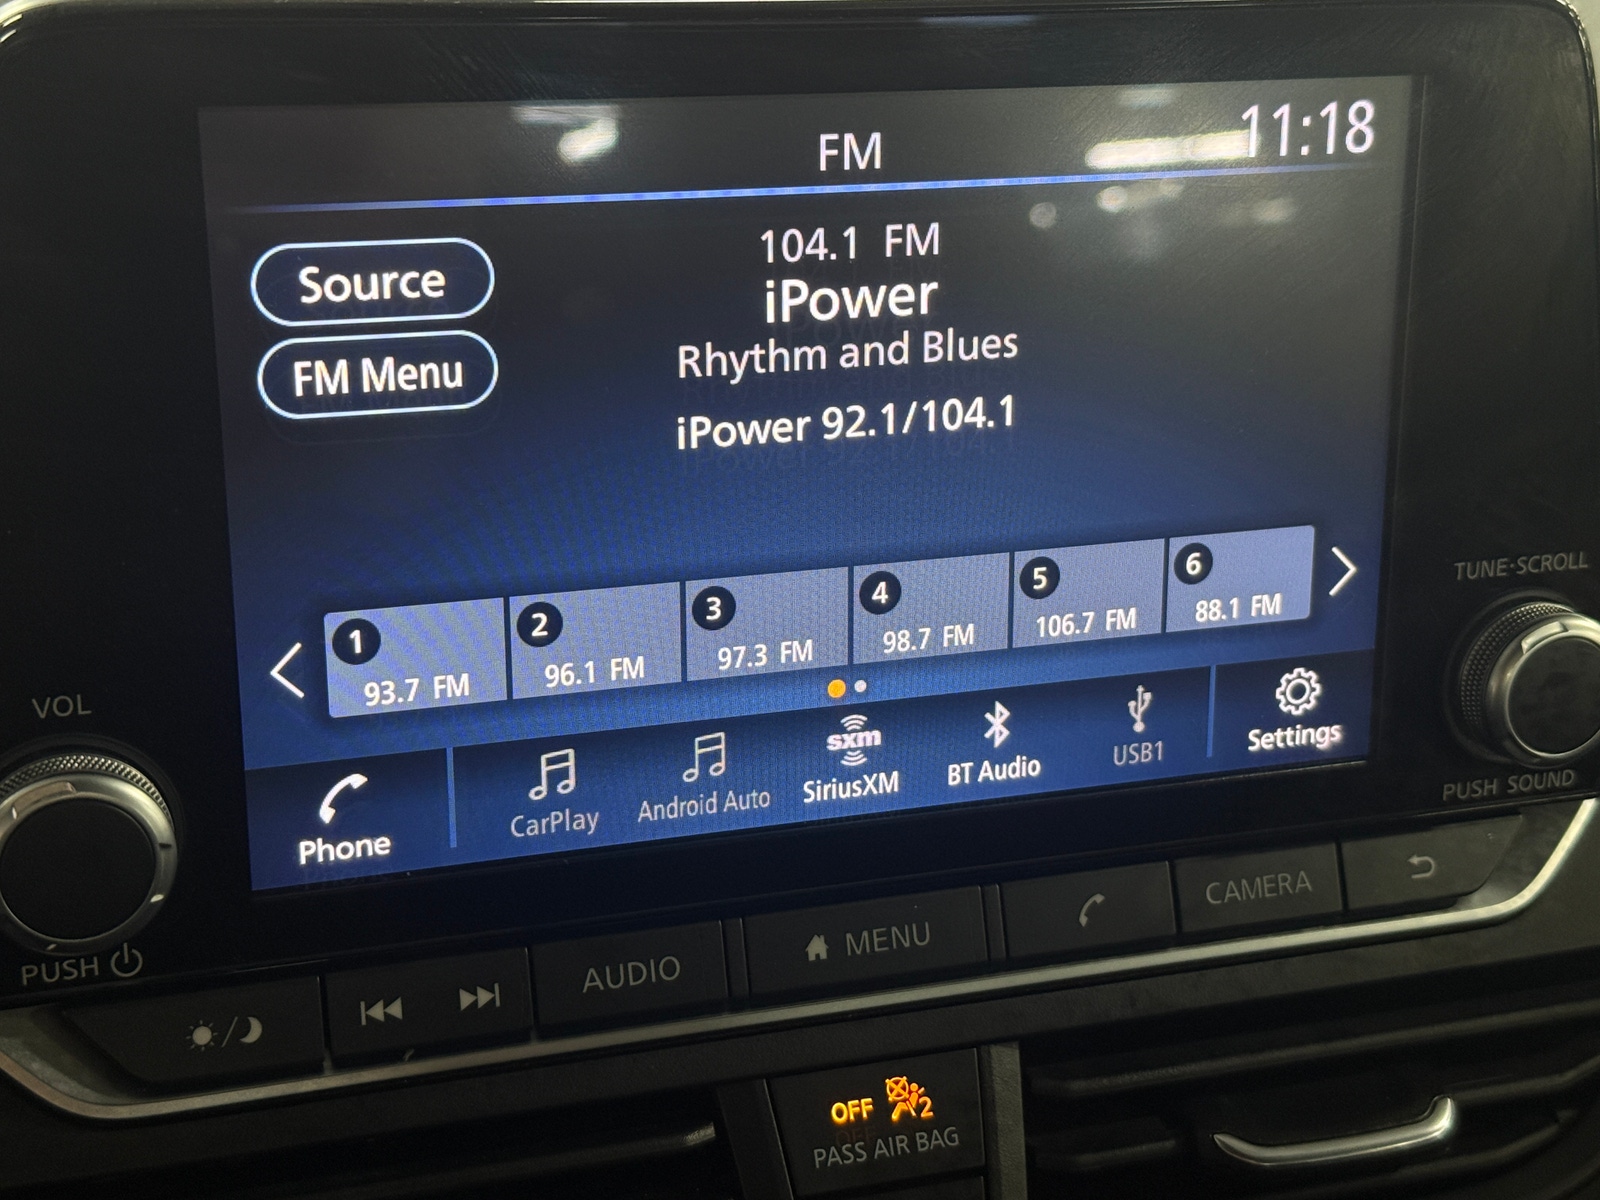 FM
11:18
104.1 FM
iPower
Rhythm and Blues
iPower 92.1/104.1
Source
FM Menu
1
93.7 FM
2
96.1 FM
3
97.3 FM
4
98.7 FM
5
106.7 FM
6
88.1 FM
Phone
CarPlay
Android Auto
sxm
SiriusXM
BT Audio
USB1
Settings
VOL
PUSH
TUNE·SCROLL
PUSH SOUND
AUDIO
MENU
CAMERA
OFF 2
PASS AIR BAG